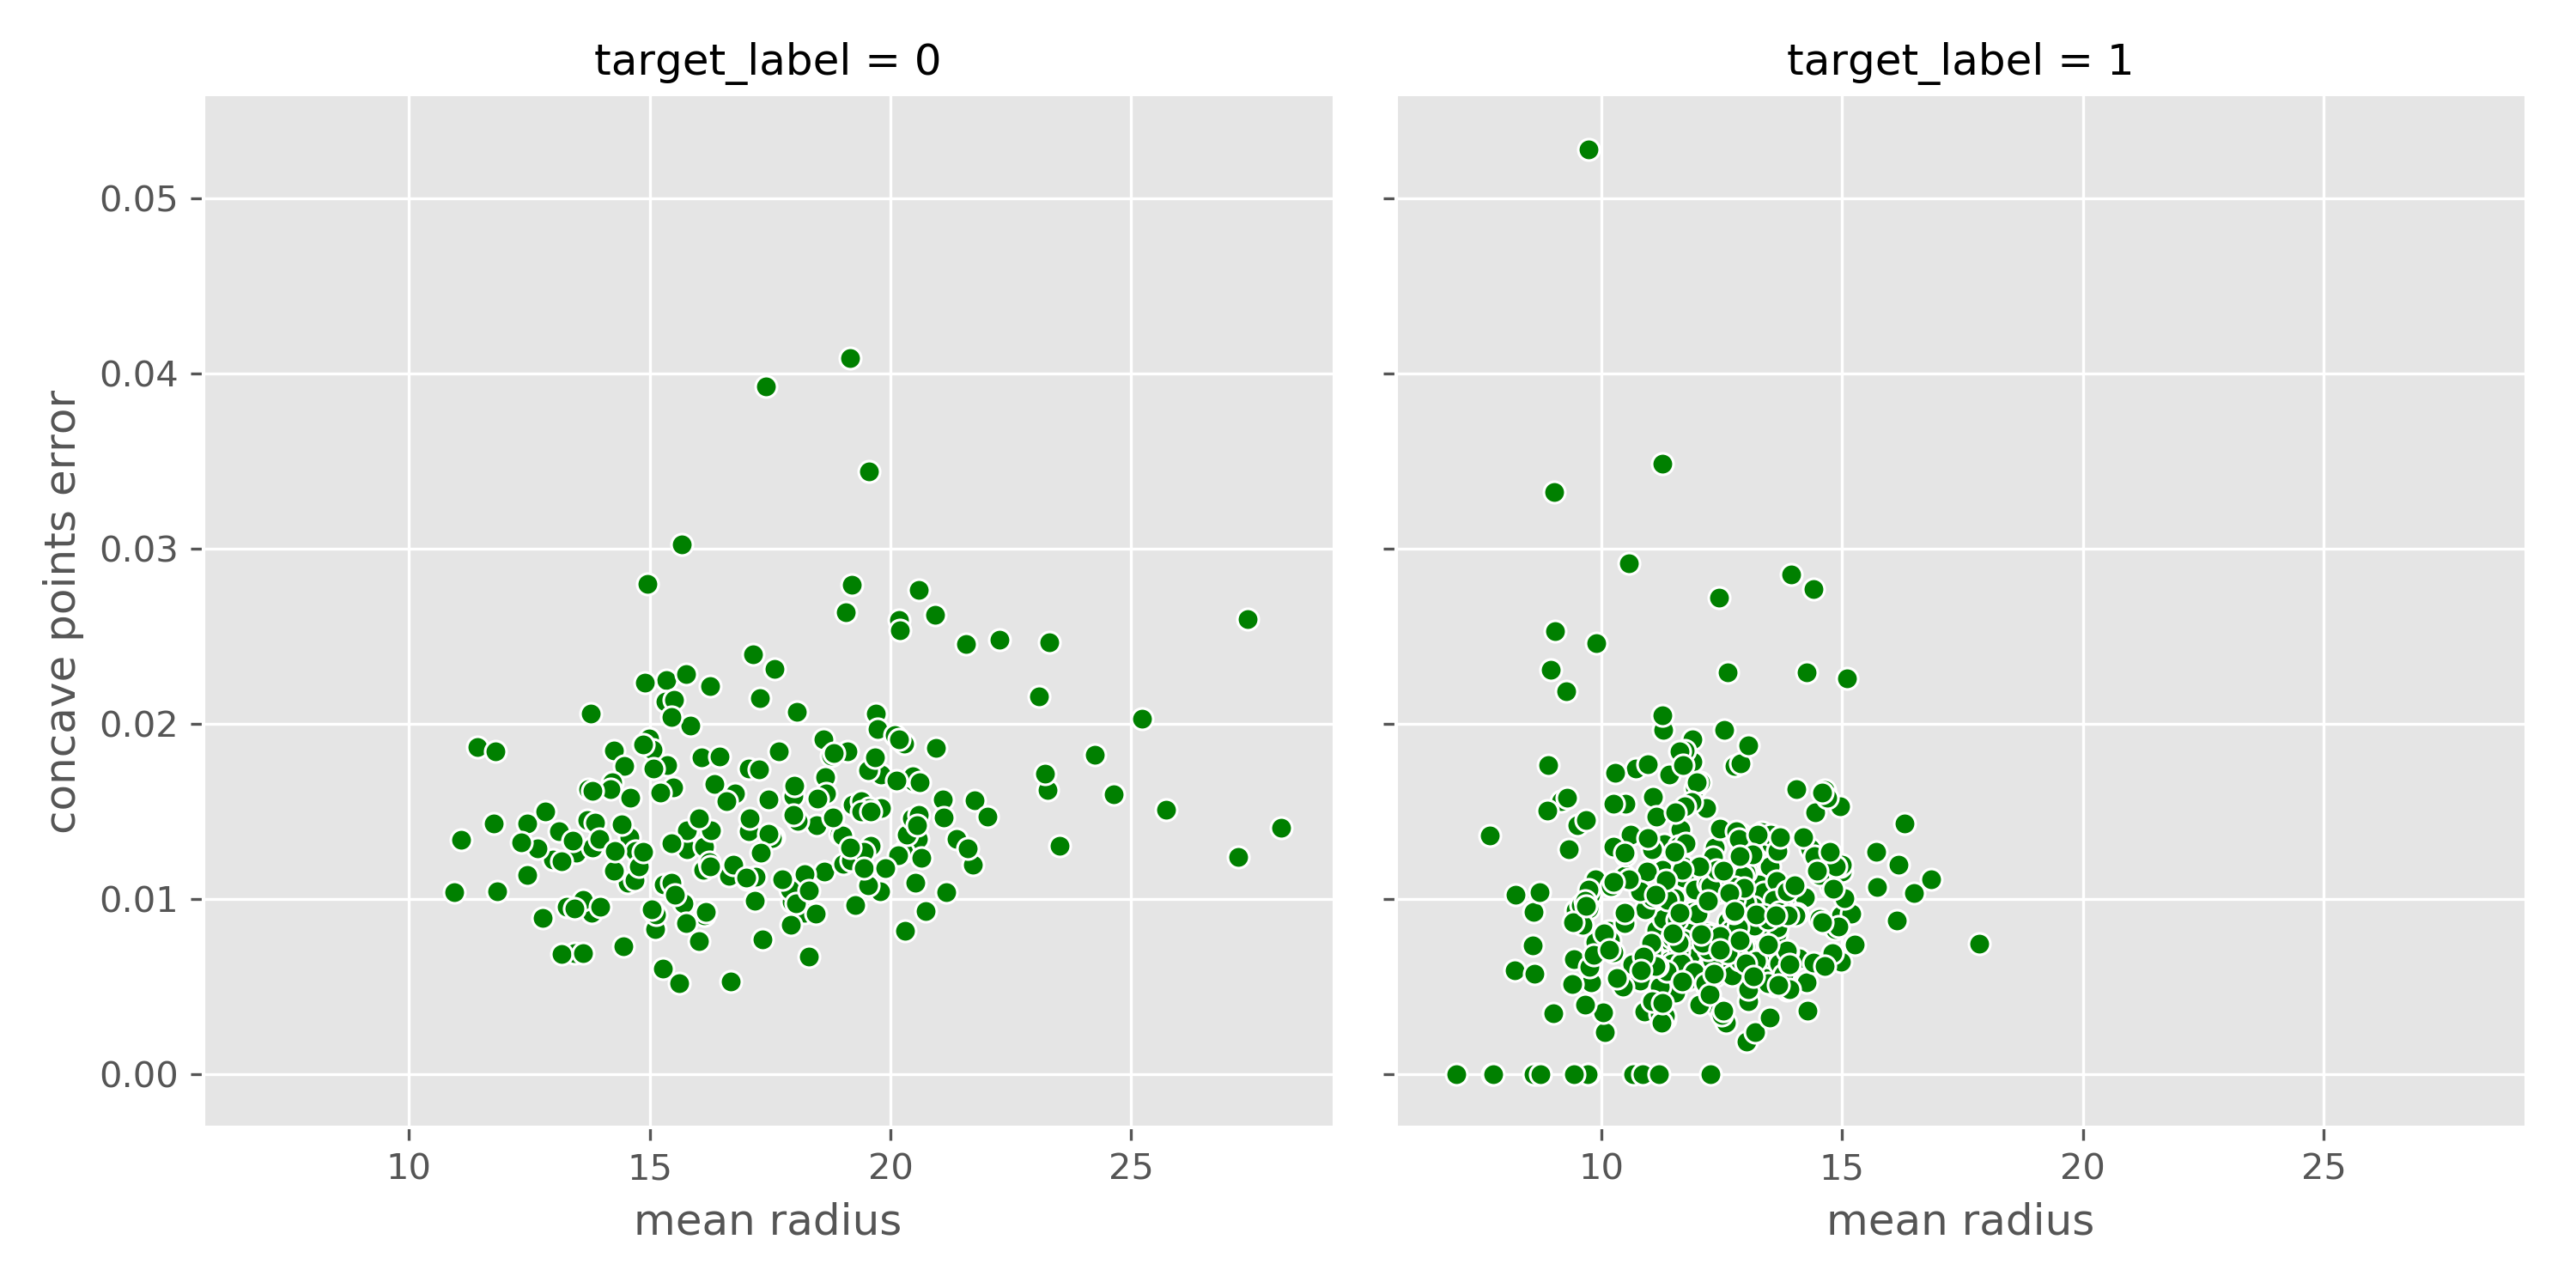 target_label = 0
target_label = 1
concave points error
0.05
0.04
0.03
0.02
0.01
0.00
10 15 20 25
10 15 20 25
mean radius
mean radius